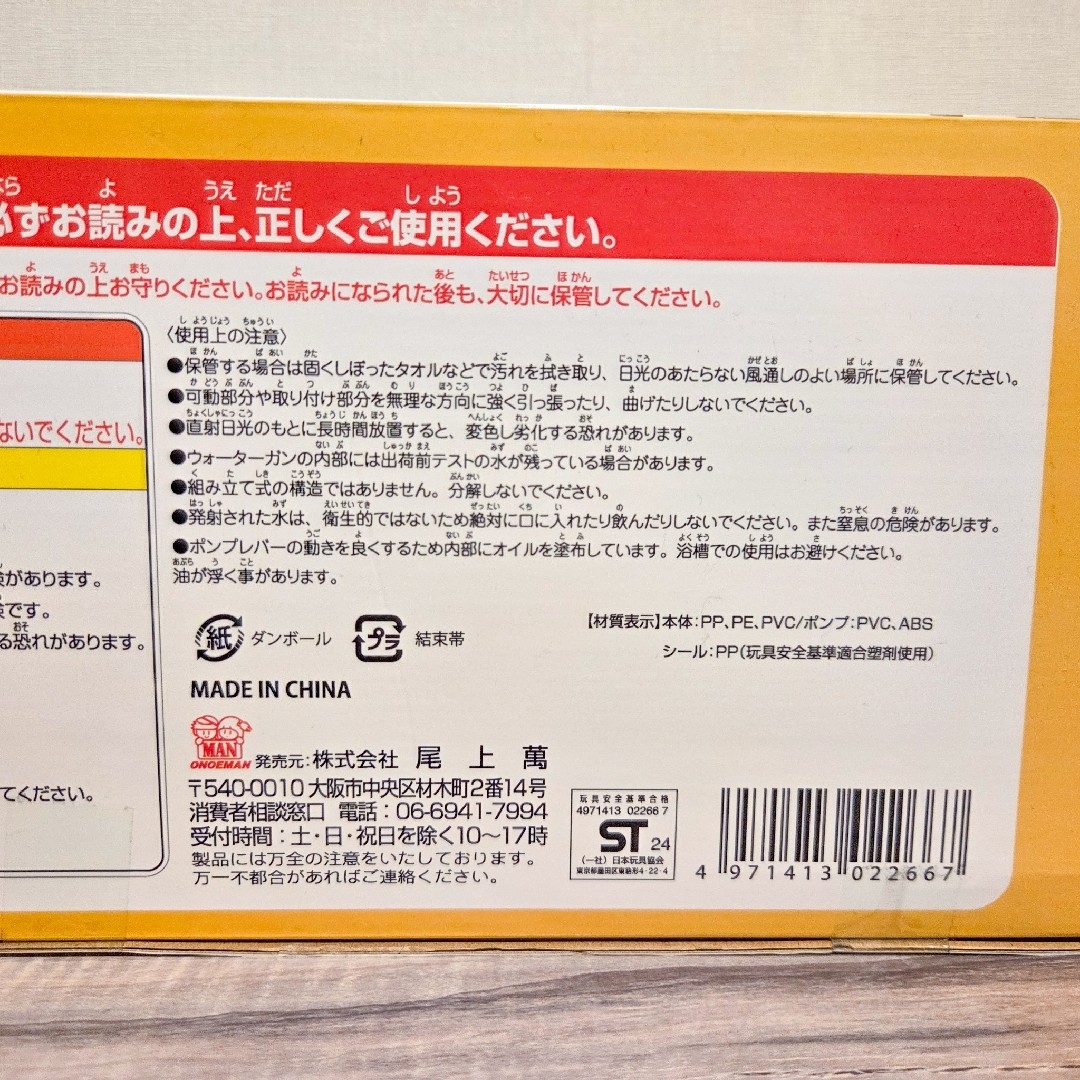 必ずお読みの上、正しくご使用ください。
お読みの上お守りください。お読みになられた後も、大切に保管してください。
〈使用上の注意〉
●保管する場合は固くしぼったタオルなどで汚れを拭き取り、日光のあたらない風通しのよい場所に保管してください。
●可動部分や取り付け部分を無理な方向に強く引っ張ったり、曲げたりしないでください。
●直射日光のもとに長時間放置すると、変色し劣化する恐れがあります。
●ウォーターガンの内部には出荷前テストの水が残っている場合があります。
●組み立て式の構造ではありません。分解しないでください。
●発射された水は、衛生的ではないため絶対に口に入れたり飲んだりしないでください。また窒息の危険があります。
●ポンプレバーの動きを良くするため内部にオイルを塗布しています。浴槽での使用はお避けください。
油が浮く事があります。
ないでください。
険があります。
険です。
る恐れがあります。
てください。
紙 ダンボール プラ 結束帯
【材質表示】本体：PP、PE、PVC/ポンプ：PVC、ABS
シール：PP（玩具安全基準適合塑剤使用）
MADE IN CHINA
MAN
ONOEMAN
発売元：株式会社 尾上萬
〒540-0010 大阪市中央区材木町2番14号
消費者相談窓口 電話：06-6941-7994
受付時間：土・日・祝日を除く10〜17時
製品には万全の注意をいたしております。
万一不都合があればご連絡ください。
玩具安全基準合格
4971413 02266 7
ST 24
（一社）日本玩具協会
東京都墨田区東駒形4-22-4
4 971413 022667